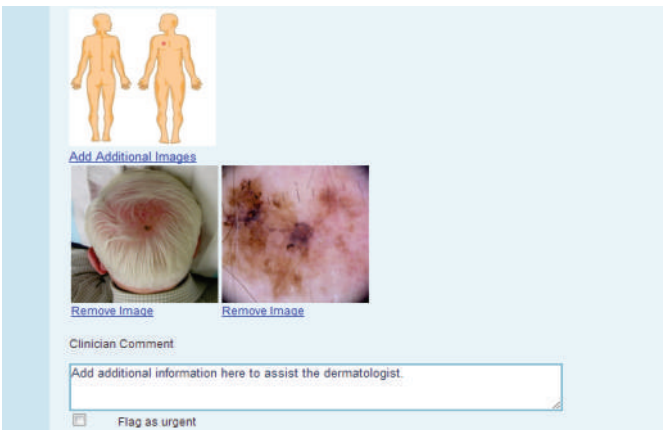 Add Additional Images
Remove Image Remove Image
Clinician Comment
Add additional information here to assist the dermatologist.
Flag as urgent